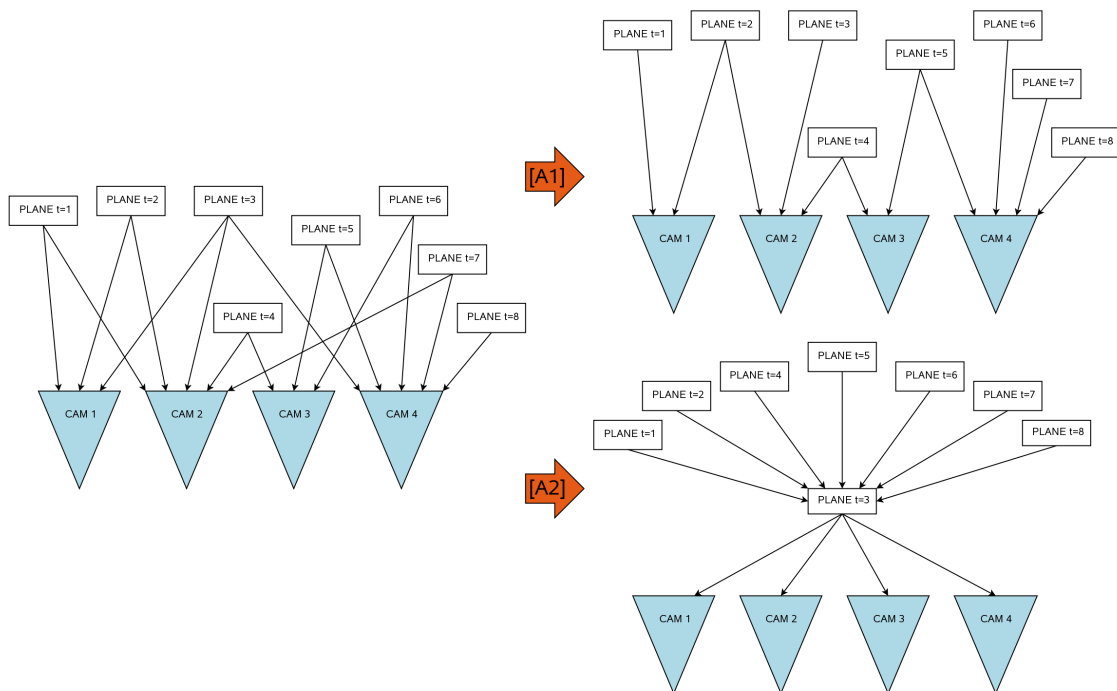 PLANE t=1
PLANE t=2
PLANE t=3
PLANE t=4
PLANE t=5
PLANE t=6
PLANE t=7
PLANE t=8
CAM 1
CAM 2
CAM 3
CAM 4
[A1]
PLANE t=1
PLANE t=2
PLANE t=3
PLANE t=4
PLANE t=5
PLANE t=6
PLANE t=7
PLANE t=8
CAM 1
CAM 2
CAM 3
CAM 4
[A2]
PLANE t=1
PLANE t=2
PLANE t=4
PLANE t=5
PLANE t=6
PLANE t=7
PLANE t=8
PLANE t=3
CAM 1
CAM 2
CAM 3
CAM 4